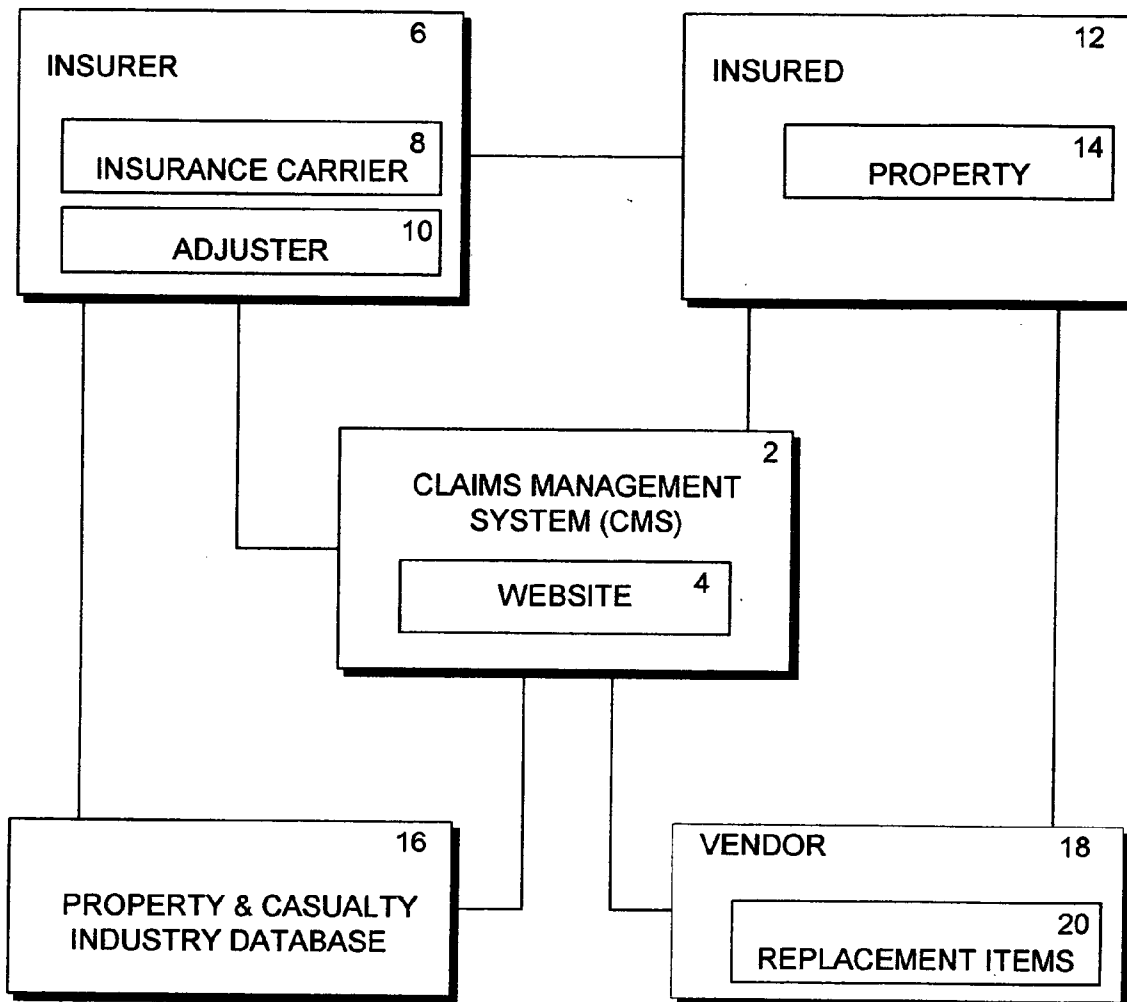 6
INSURER
8
INSURANCE CARRIER
10
ADJUSTER
12
INSURED
14
PROPERTY
2
CLAIMS MANAGEMENT
SYSTEM (CMS)
4
WEBSITE
16
PROPERTY & CASUALTY
INDUSTRY DATABASE
VENDOR 18
20
REPLACEMENT ITEMS